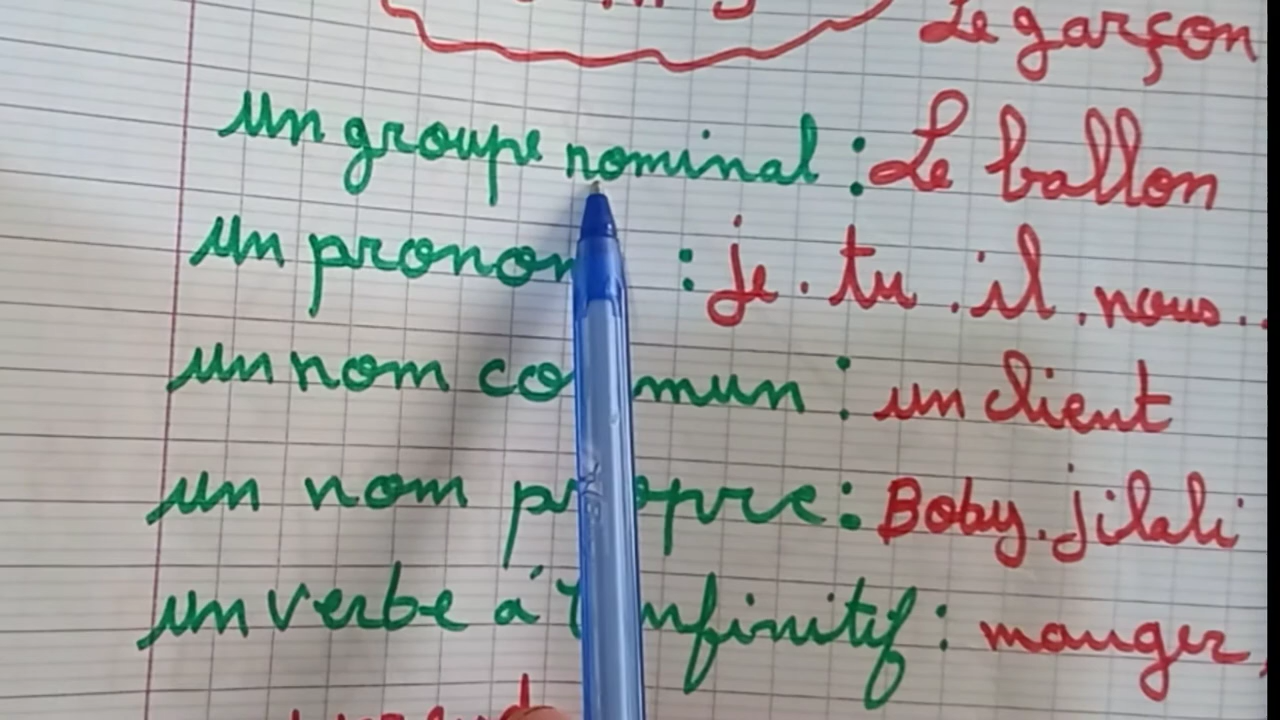 Le garçon
un groupe nominal : Le ballon
un pronom : je . tu . il . nous..
un nom commun : un client
un nom propre : Boby. jilali
un verbe à l'infinitif : manger,